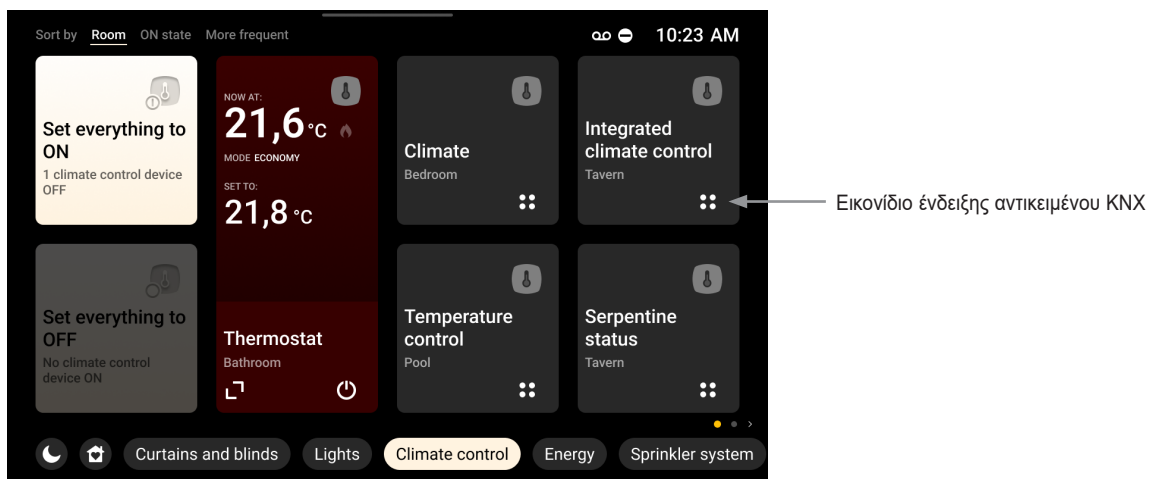 Sort by Room ON state More frequent
10:23 AM
Set everything to
ON
1 climate control device
OFF
NOW AT:
21,6 °C
MODE ECONOMY
SET TO:
21,8 °C
Thermostat
Bathroom
Climate
Bedroom
Integrated
climate control
Tavern
Εικονίδιο ένδειξης αντικειμένου KNX
Set everything to
OFF
No climate control
device ON
Temperature
control
Pool
Serpentine
status
Tavern
Curtains and blinds Lights Climate control Energy Sprinkler system